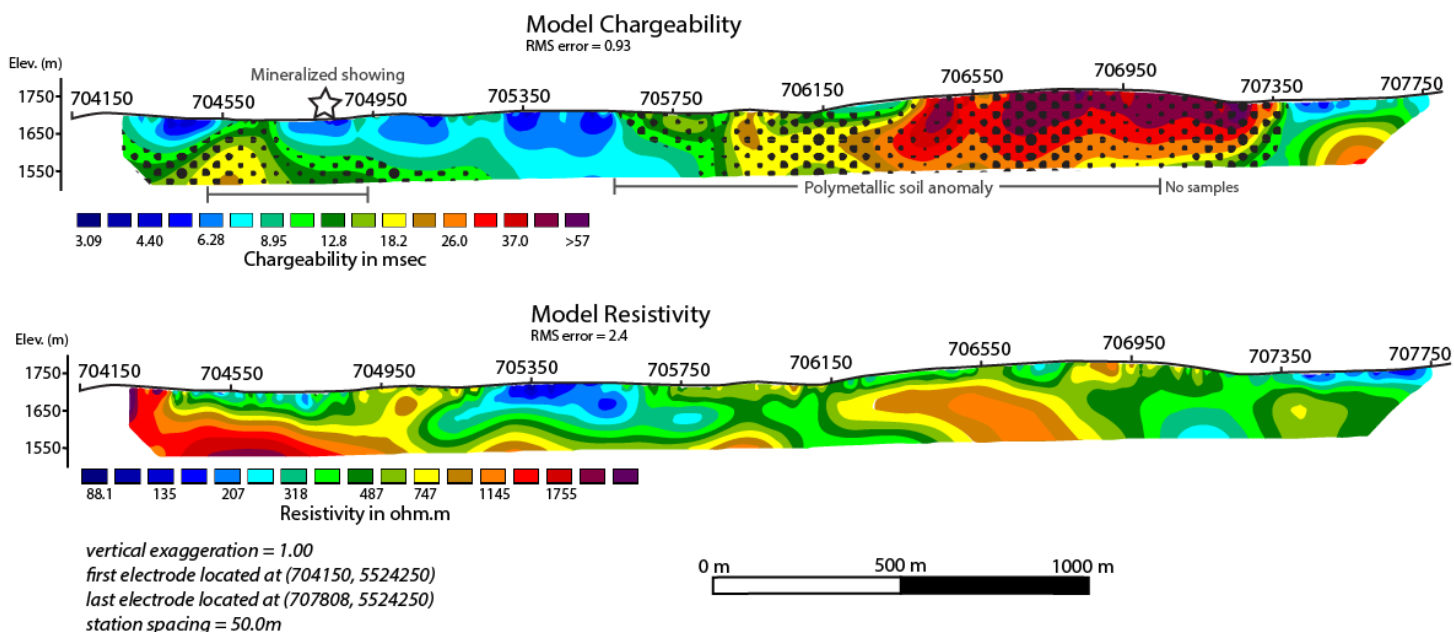 Model Chargeability
RMS error = 0.93
Elev. (m)
Mineralized showing
704150 704550 704950 705350 705750 706150 706550 706950 707350 707750
1750
1650
1550
Polymetallic soil anomaly
No samples
3.09 4.40 6.28 8.95 12.8 18.2 26.0 37.0 >57
Chargeability in msec
Model Resistivity
RMS error = 2.4
Elev. (m)
704150 704550 704950 705350 705750 706150 706550 706950 707350 707750
1750
1650
1550
88.1 135 207 318 487 747 1145 1755
Resistivity in ohm.m
vertical exaggeration = 1.00
first electrode located at (704150, 5524250)
last electrode located at (707808, 5524250)
station spacing = 50.0m
0 m 500 m 1000 m